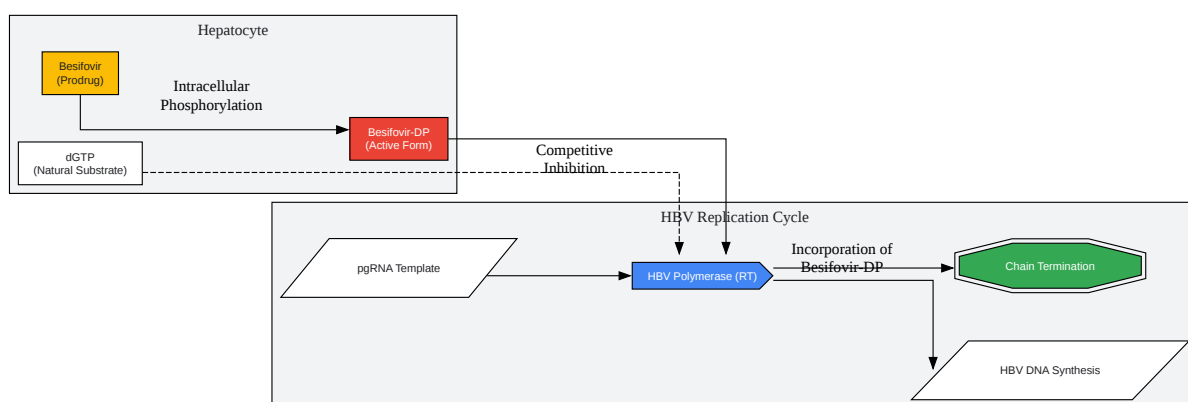 Hepatocyte
Besifovir
(Prodrug)
Intracellular
Phosphorylation
Besifovir-DP
(Active Form)
dGTP
(Natural Substrate)
Competitive
Inhibition
HBV Replication Cycle
pgRNA Template
HBV Polymerase (RT)
Incorporation of
Besifovir-DP
Chain Termination
HBV DNA Synthesis